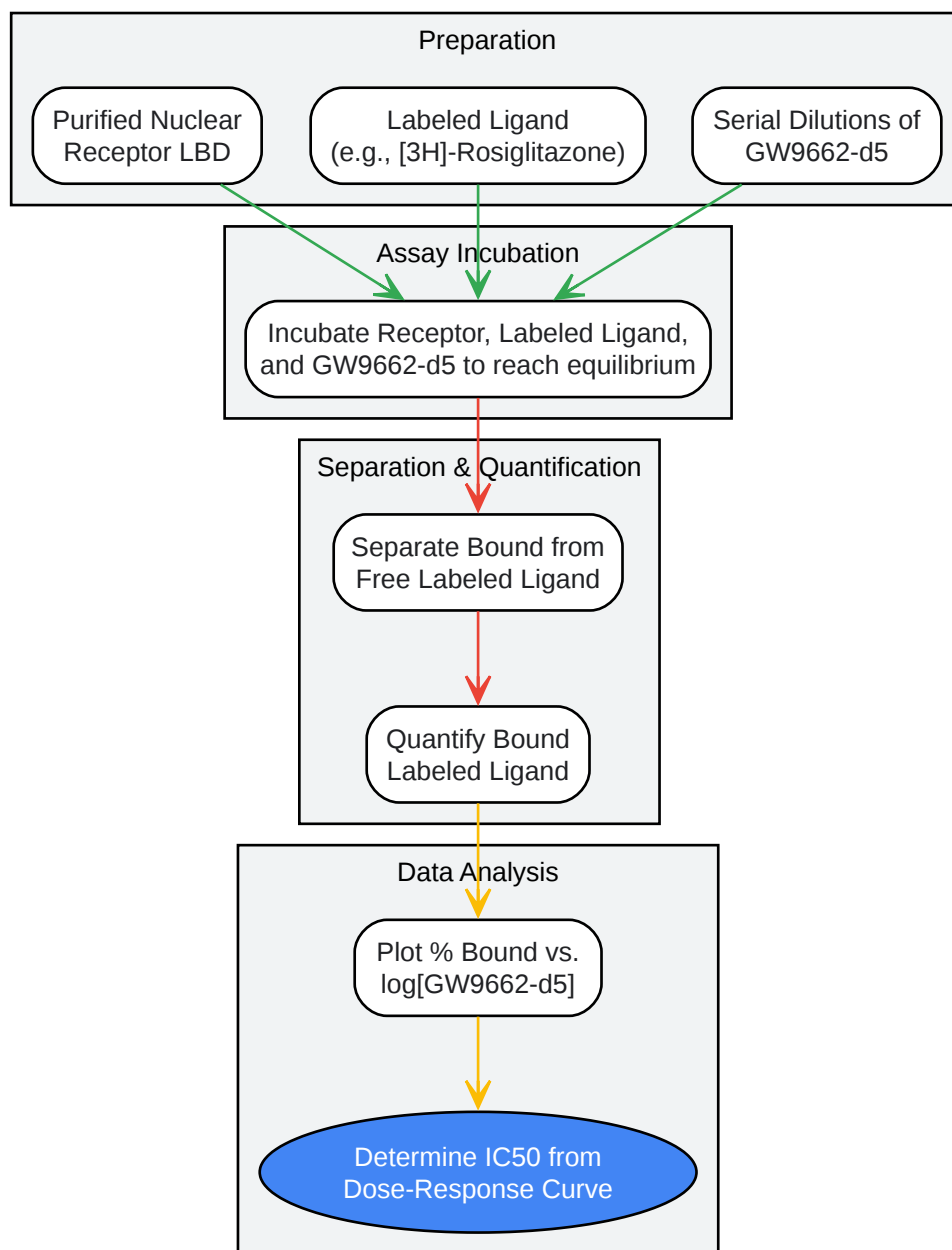 Preparation
Purified Nuclear
Receptor LBD
Labeled Ligand
(e.g., [3H]-Rosiglitazone)
Serial Dilutions of
GW9662-d5
Assay Incubation
Incubate Receptor, Labeled Ligand,
and GW9662-d5 to reach equilibrium
Separation & Quantification
Separate Bound from
Free Labeled Ligand
Quantify Bound
Labeled Ligand
Data Analysis
Plot % Bound vs.
log[GW9662-d5]
Determine IC50 from
Dose-Response Curve